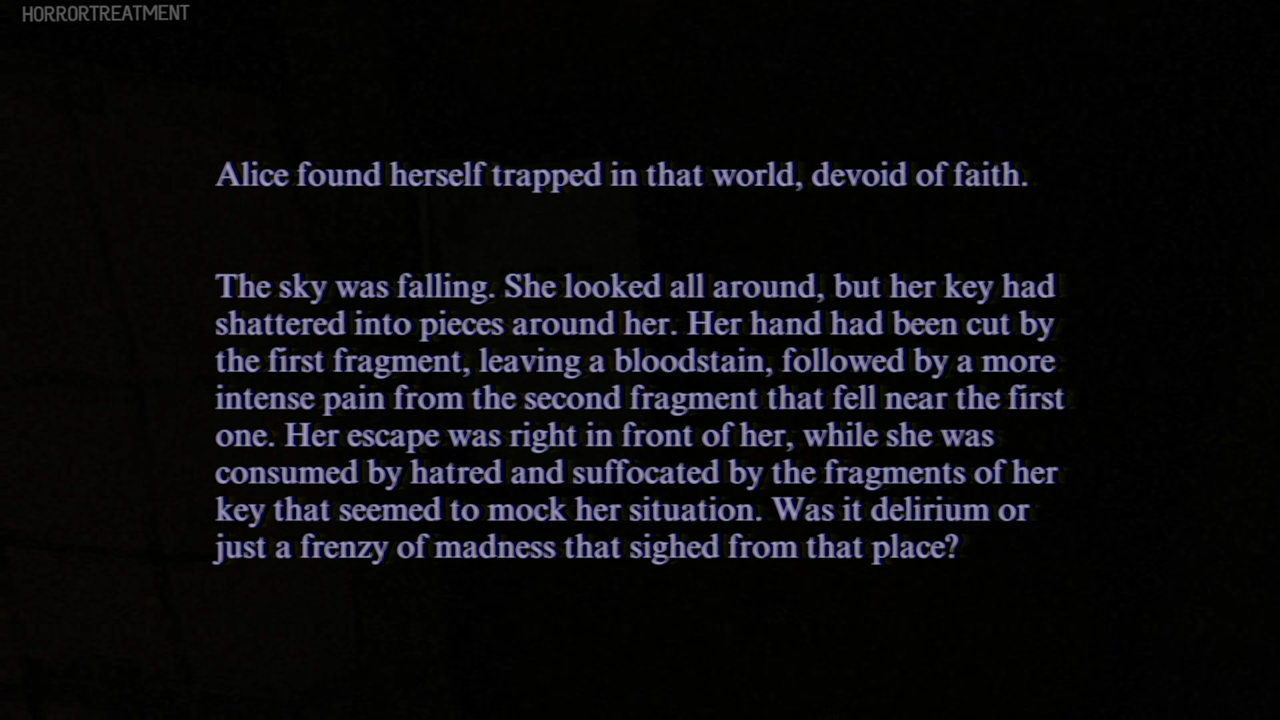 HORRORTREATMENT
Alice found herself trapped in that world, devoid of faith.
The sky was falling. She looked all around, but her key had
shattered into pieces around her. Her hand had been cut by
the first fragment, leaving a bloodstain, followed by a more
intense pain from the second fragment that fell near the first
one. Her escape was right in front of her, while she was
consumed by hatred and suffocated by the fragments of her
key that seemed to mock her situation. Was it delirium or
just a frenzy of madness that sighed from that place?